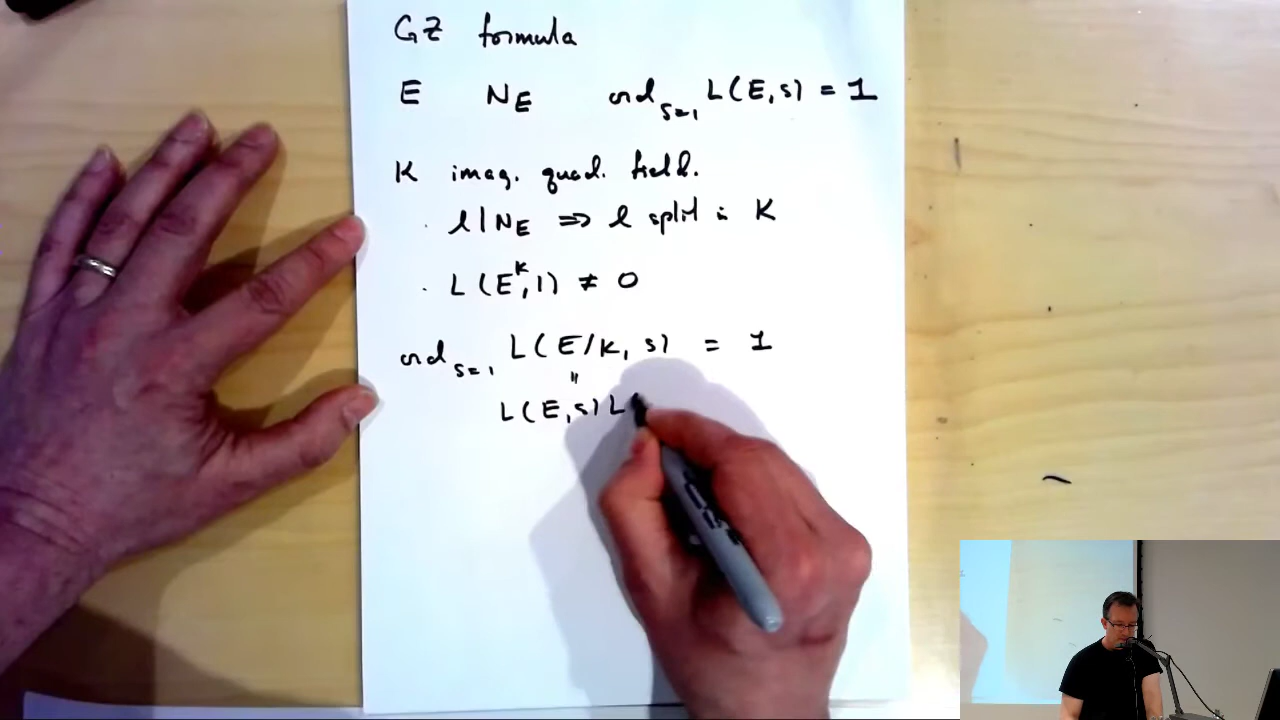 GZ formula
E N_E ord_{s=1} L(E,s) = 1
K imag. quad. field.
· l | N_E ⇒ l split in K
· L(E^K,1) ≠ 0
ord_{s=1} L(E/K, s) = 1
"
L(E,s) L